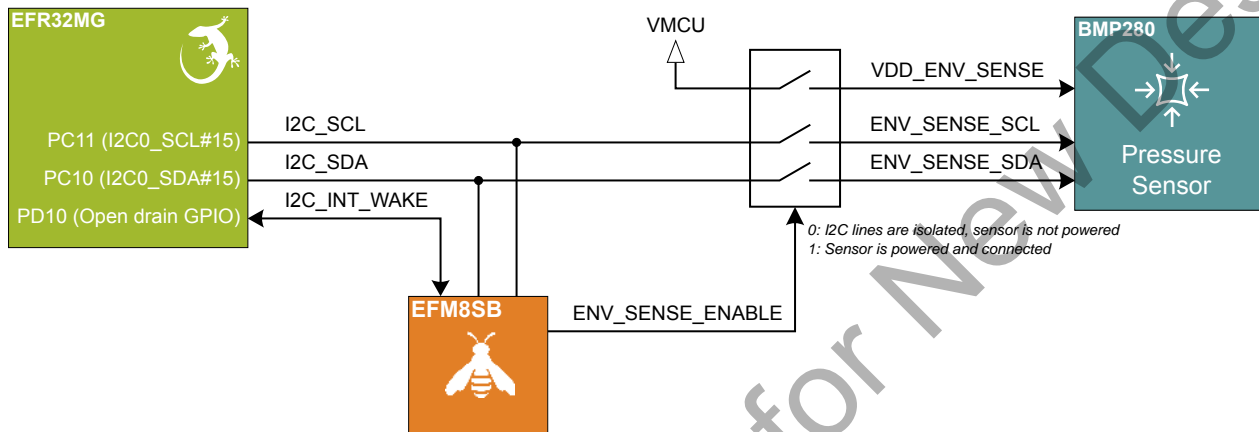 EFR32MG
VMCU
BMP280
VDD_ENV_SENSE
PC11 (I2C0_SCL#15)
I2C_SCL
ENV_SENSE_SCL
PC10 (I2C0_SDA#15)
I2C_SDA
ENV_SENSE_SDA
Pressure
Sensor
PD10 (Open drain GPIO)
I2C_INT_WAKE
0: I2C lines are isolated, sensor is not powered
1: Sensor is powered and connected
EFM8SB
ENV_SENSE_ENABLE
for New Des